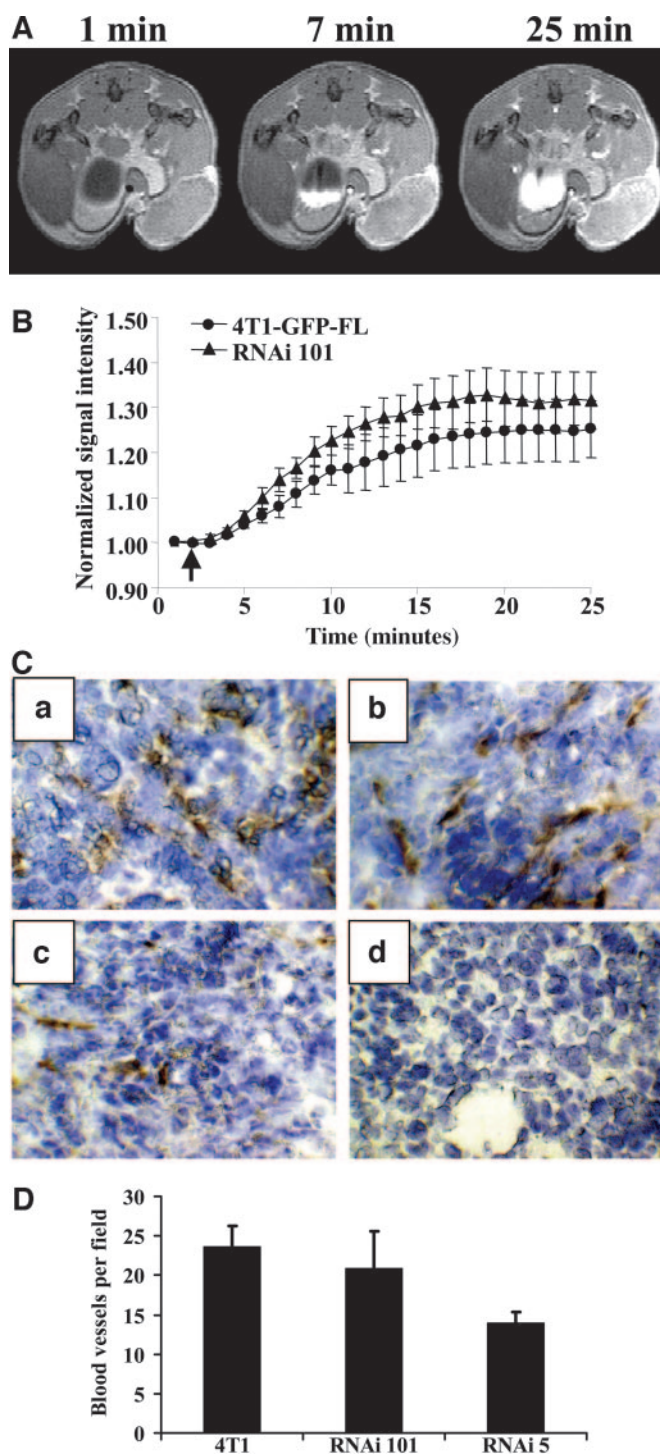 A
1 min 7 min 25 min
B
Normalized signal intensity
1.50
1.40
1.30
1.20
1.10
1.00
0.90
4T1-GFP-FL
RNAi 101
0 5 10 15 20 25
Time (minutes)
C
a b
c d
D
Blood vessels per field
30
25
20
15
10
5
0
4T1 RNAi 101 RNAi 5